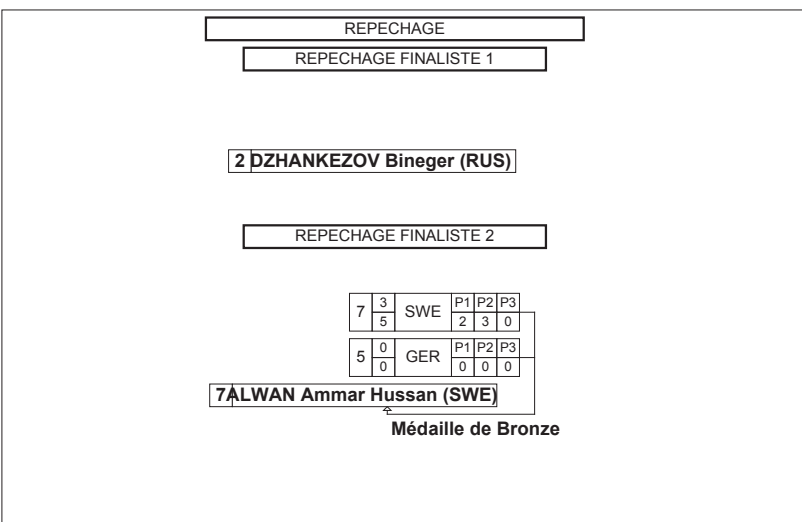 REPECHAGE
REPECHAGE FINALISTE 1
2 DZHANKEZOV Bineger (RUS)
REPECHAGE FINALISTE 2
7 3 SWE P1 P2 P3
5 2 3 0
5 0 GER P1 P2 P3
0 0 0 0
7 ALWAN Ammar Hussan (SWE)
Médaille de Bronze